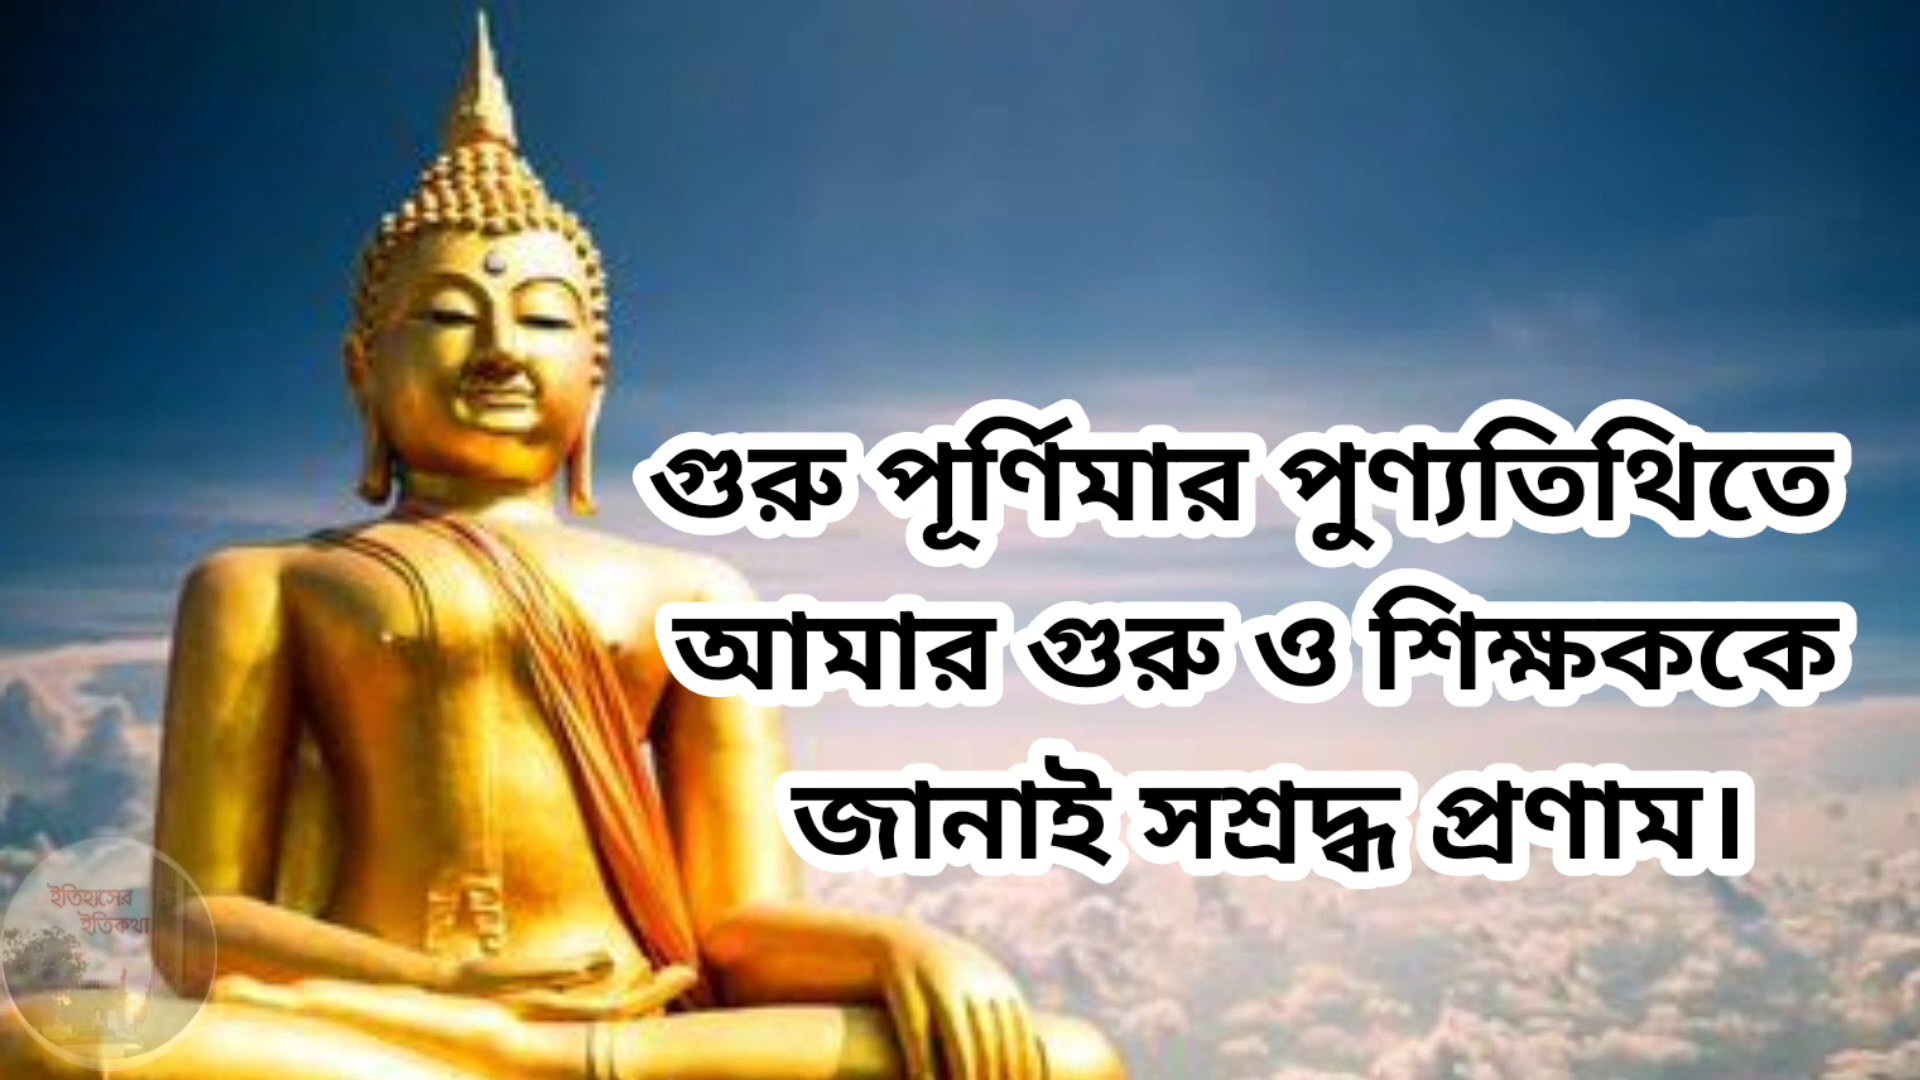 গুরু পূর্ণিমার পুণ্যতিথিতে
আমার গুরু ও শিক্ষককে
জানাই সশ্রদ্ধ প্রণাম।
ইতিহাসের
ইতিকথা